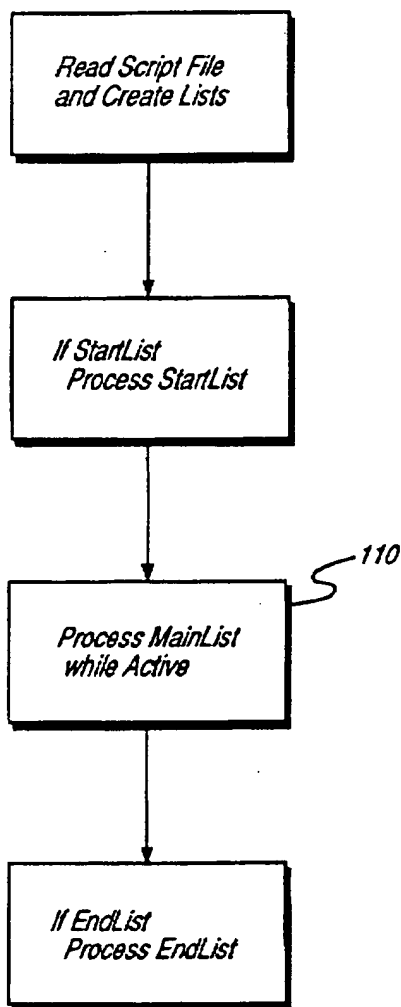 Read Script File
and Create Lists
If StartList
Process StartList
110
Process MainList
while Active
If EndList
Process EndList